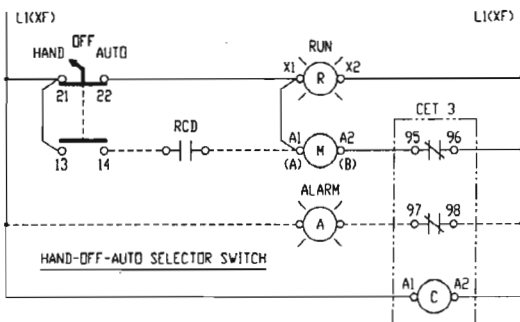 L1(XF)
L1(XF)
HAND OFF AUTO
RUN
21 22
X1 R X2
CET 3
13 14
RCD
A1 M A2
(A) (B)
95 96
ALARM
A
97 98
HAND-OFF-AUTO SELECTOR SWITCH
A1 C A2